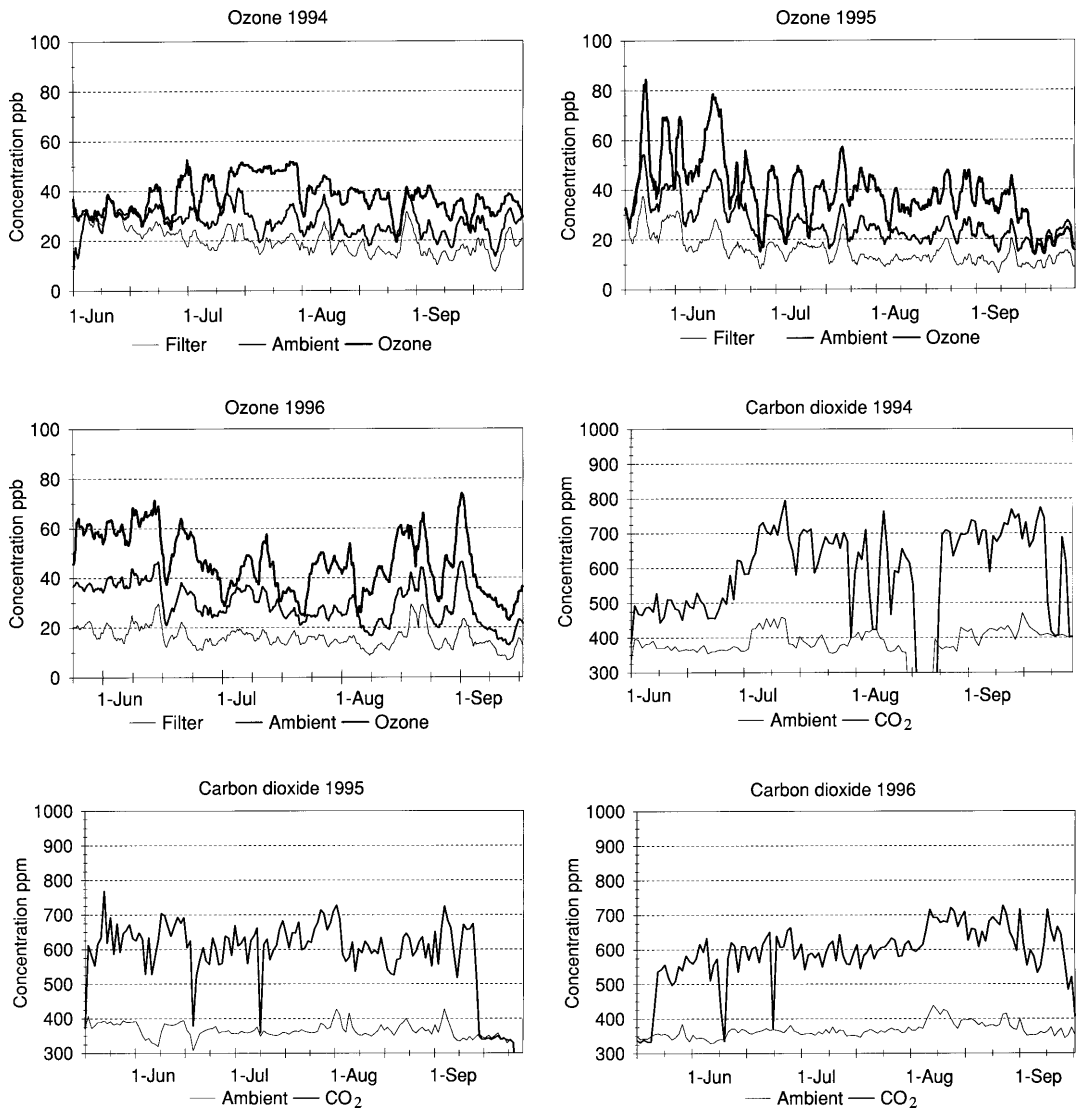 Ozone 1994
Concentration ppb
100
80
60
40
20
0
1-Jun 1-Jul 1-Aug 1-Sep
Filter Ambient Ozone
Ozone 1995
Concentration ppb
100
80
60
40
20
0
1-Jun 1-Jul 1-Aug 1-Sep
Filter Ambient Ozone
Ozone 1996
Concentration ppb
100
80
60
40
20
0
1-Jun 1-Jul 1-Aug 1-Sep
Filter Ambient Ozone
Carbon dioxide 1994
Concentration ppm
1000
900
800
700
600
500
400
300
1-Jun 1-Jul 1-Aug 1-Sep
Ambient CO₂
Carbon dioxide 1995
Concentration ppm
1000
900
800
700
600
500
400
300
1-Jun 1-Jul 1-Aug 1-Sep
Ambient CO₂
Carbon dioxide 1996
Concentration ppm
1000
900
800
700
600
500
400
300
1-Jun 1-Jul 1-Aug 1-Sep
Ambient CO₂